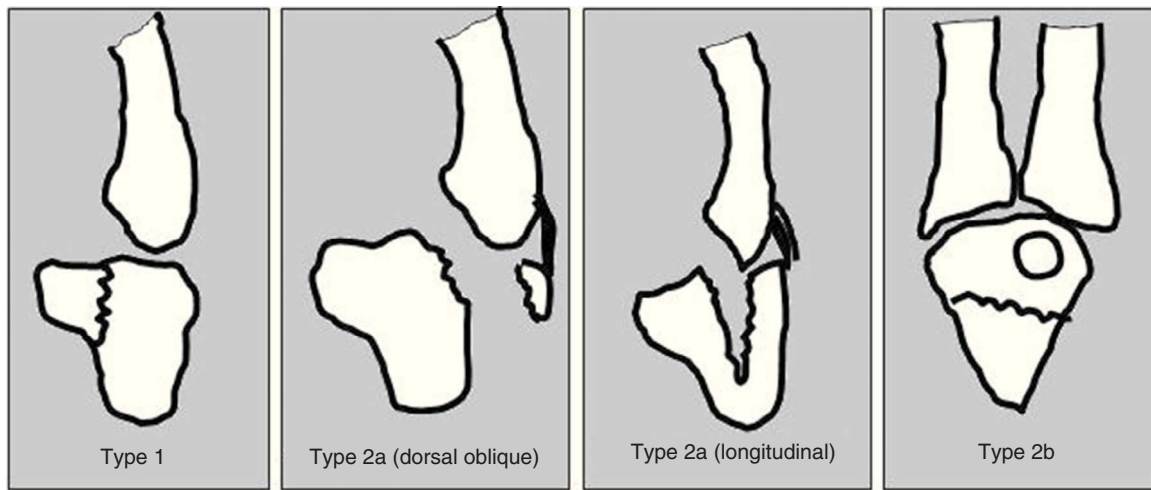 Type 1
Type 2a (dorsal oblique)
Type 2a (longitudinal)
Type 2b